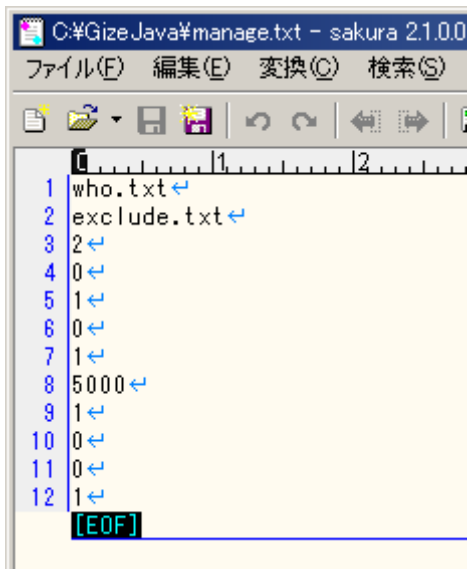 C:¥GizeJava¥manage.txt - sakura 2.1.0.0
ファイル(F) 編集(E) 変換(C) 検索(S)
0 1 2
1 who.txt↵
2 exclude.txt↵
3 2↵
4 0↵
5 1↵
6 0↵
7 1↵
8 5000↵
9 1↵
10 0↵
11 0↵
12 1↵
[EOF]